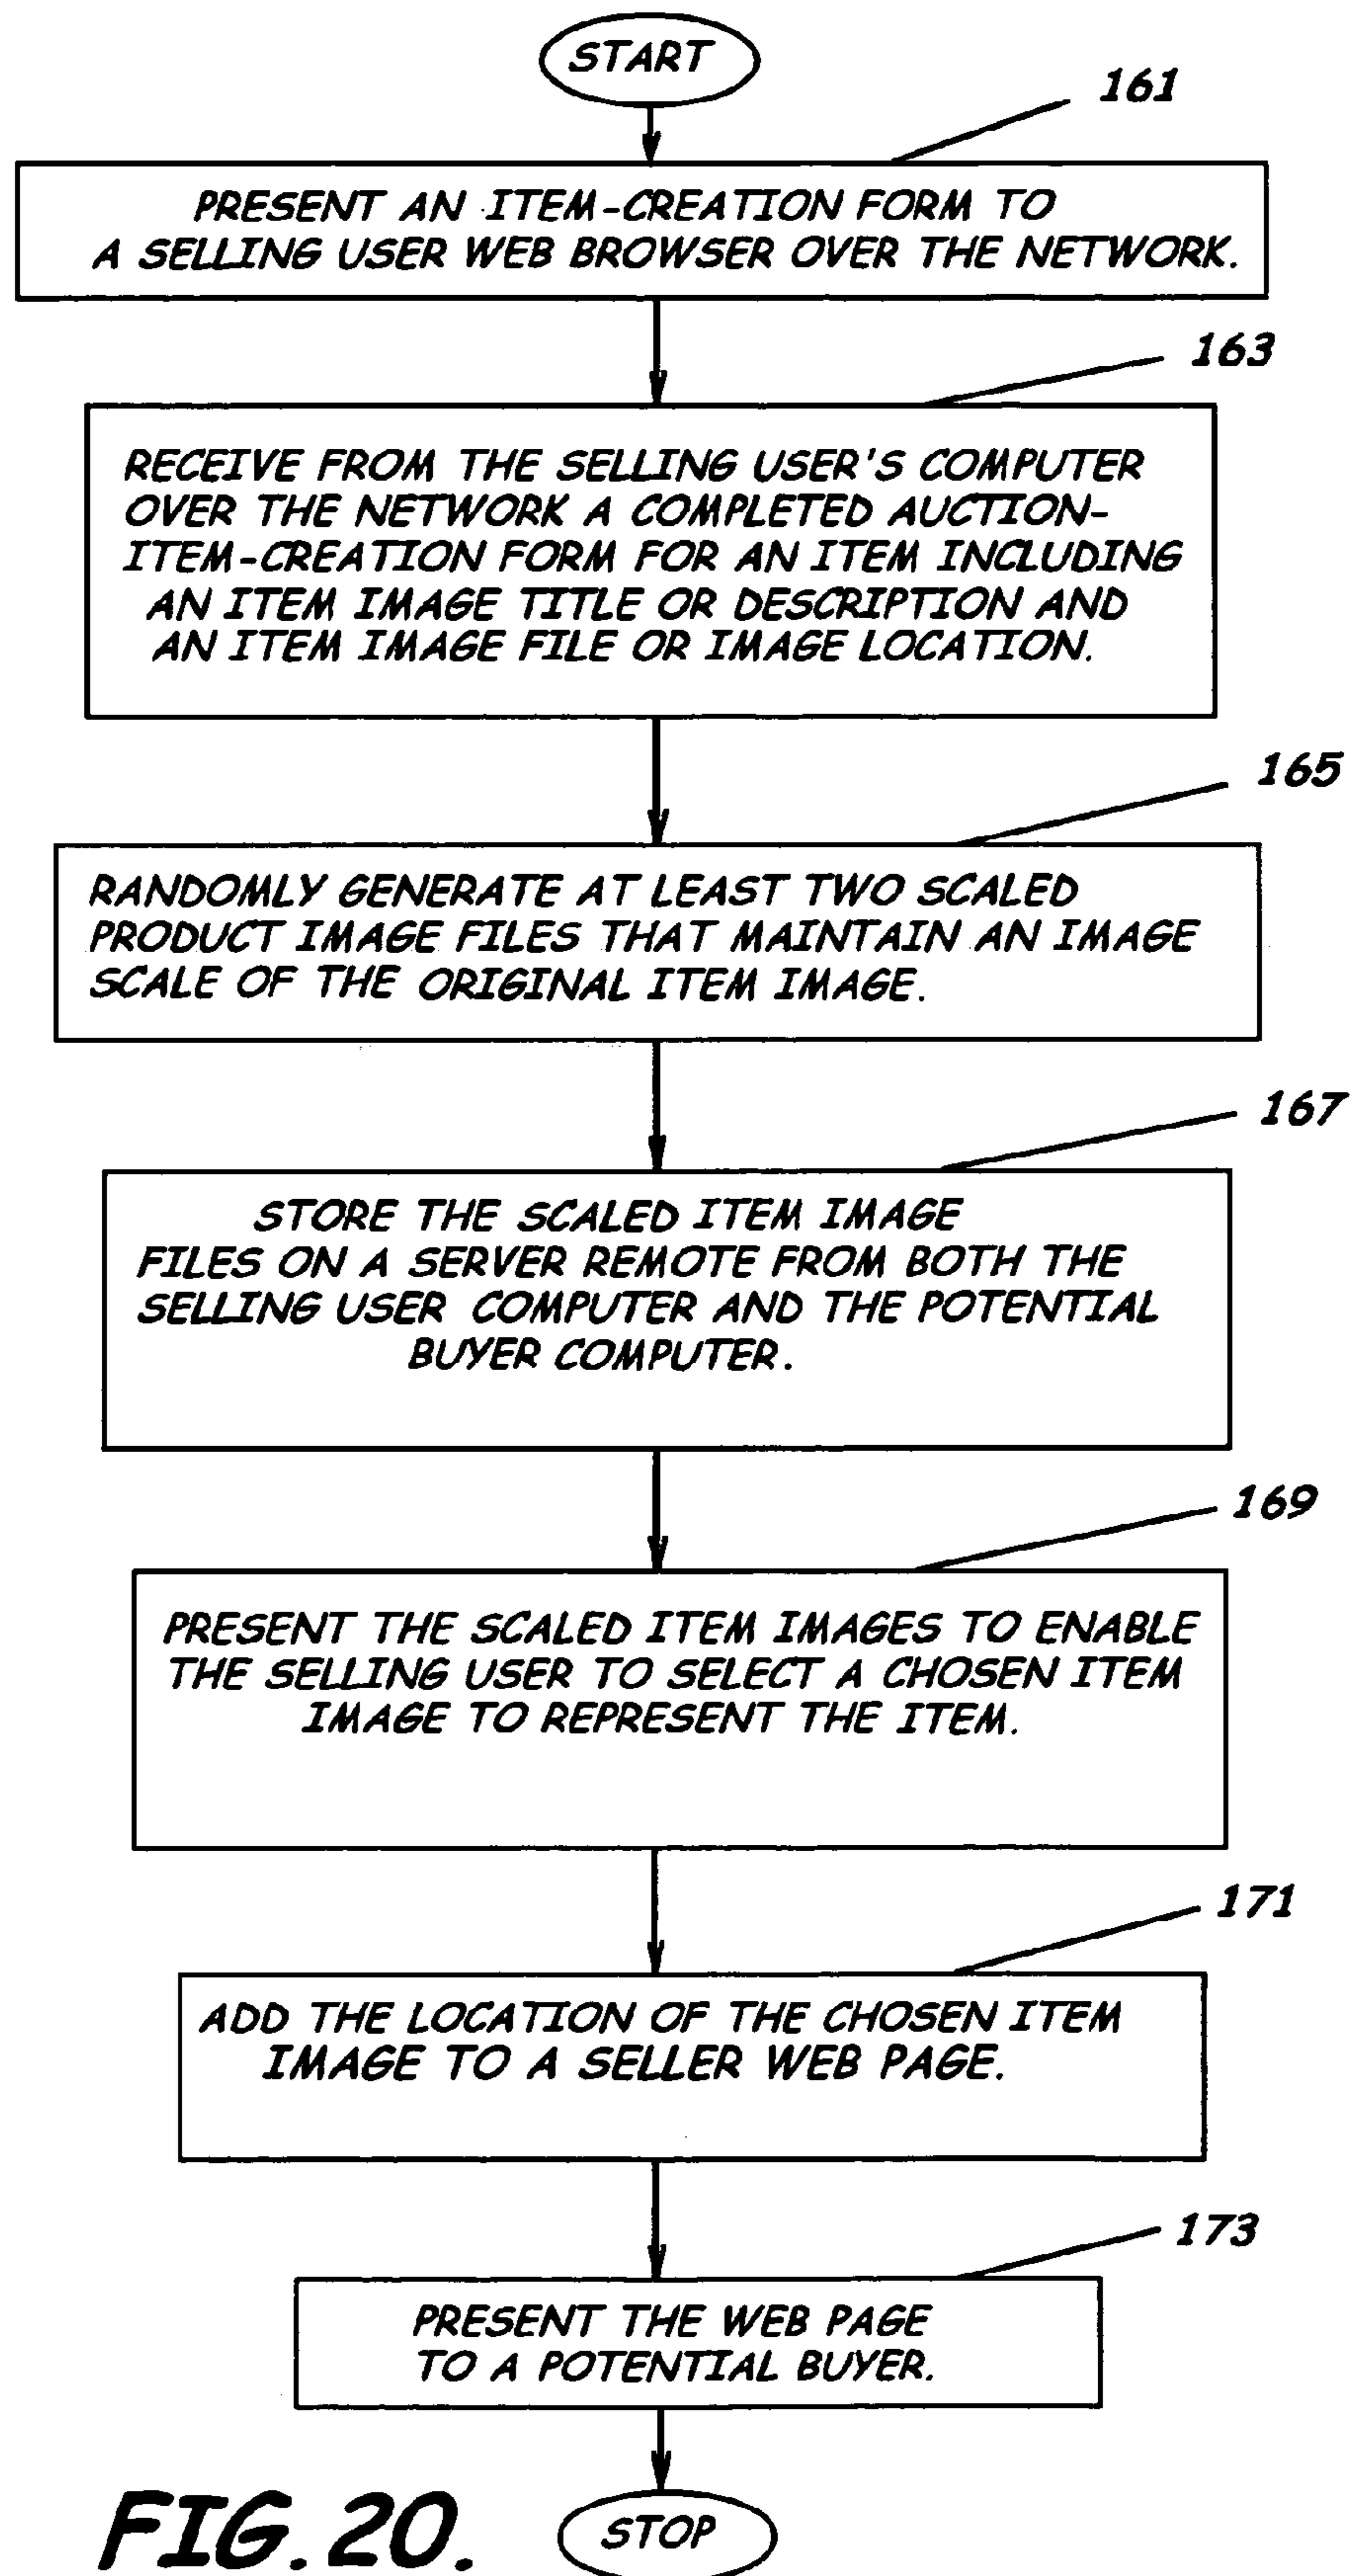 START
161
PRESENT AN ITEM-CREATION FORM TO
A SELLING USER WEB BROWSER OVER THE NETWORK.
163
RECEIVE FROM THE SELLING USER'S COMPUTER
OVER THE NETWORK A COMPLETED AUCTION-
ITEM-CREATION FORM FOR AN ITEM INCLUDING
AN ITEM IMAGE TITLE OR DESCRIPTION AND
AN ITEM IMAGE FILE OR IMAGE LOCATION.
165
RANDOMLY GENERATE AT LEAST TWO SCALED
PRODUCT IMAGE FILES THAT MAINTAIN AN IMAGE
SCALE OF THE ORIGINAL ITEM IMAGE.
167
STORE THE SCALED ITEM IMAGE
FILES ON A SERVER REMOTE FROM BOTH THE
SELLING USER COMPUTER AND THE POTENTIAL
BUYER COMPUTER.
169
PRESENT THE SCALED ITEM IMAGES TO ENABLE
THE SELLING USER TO SELECT A CHOSEN ITEM
IMAGE TO REPRESENT THE ITEM.
171
ADD THE LOCATION OF THE CHOSEN ITEM
IMAGE TO A SELLER WEB PAGE.
173
PRESENT THE WEB PAGE
TO A POTENTIAL BUYER.
STOP
FIG. 20.